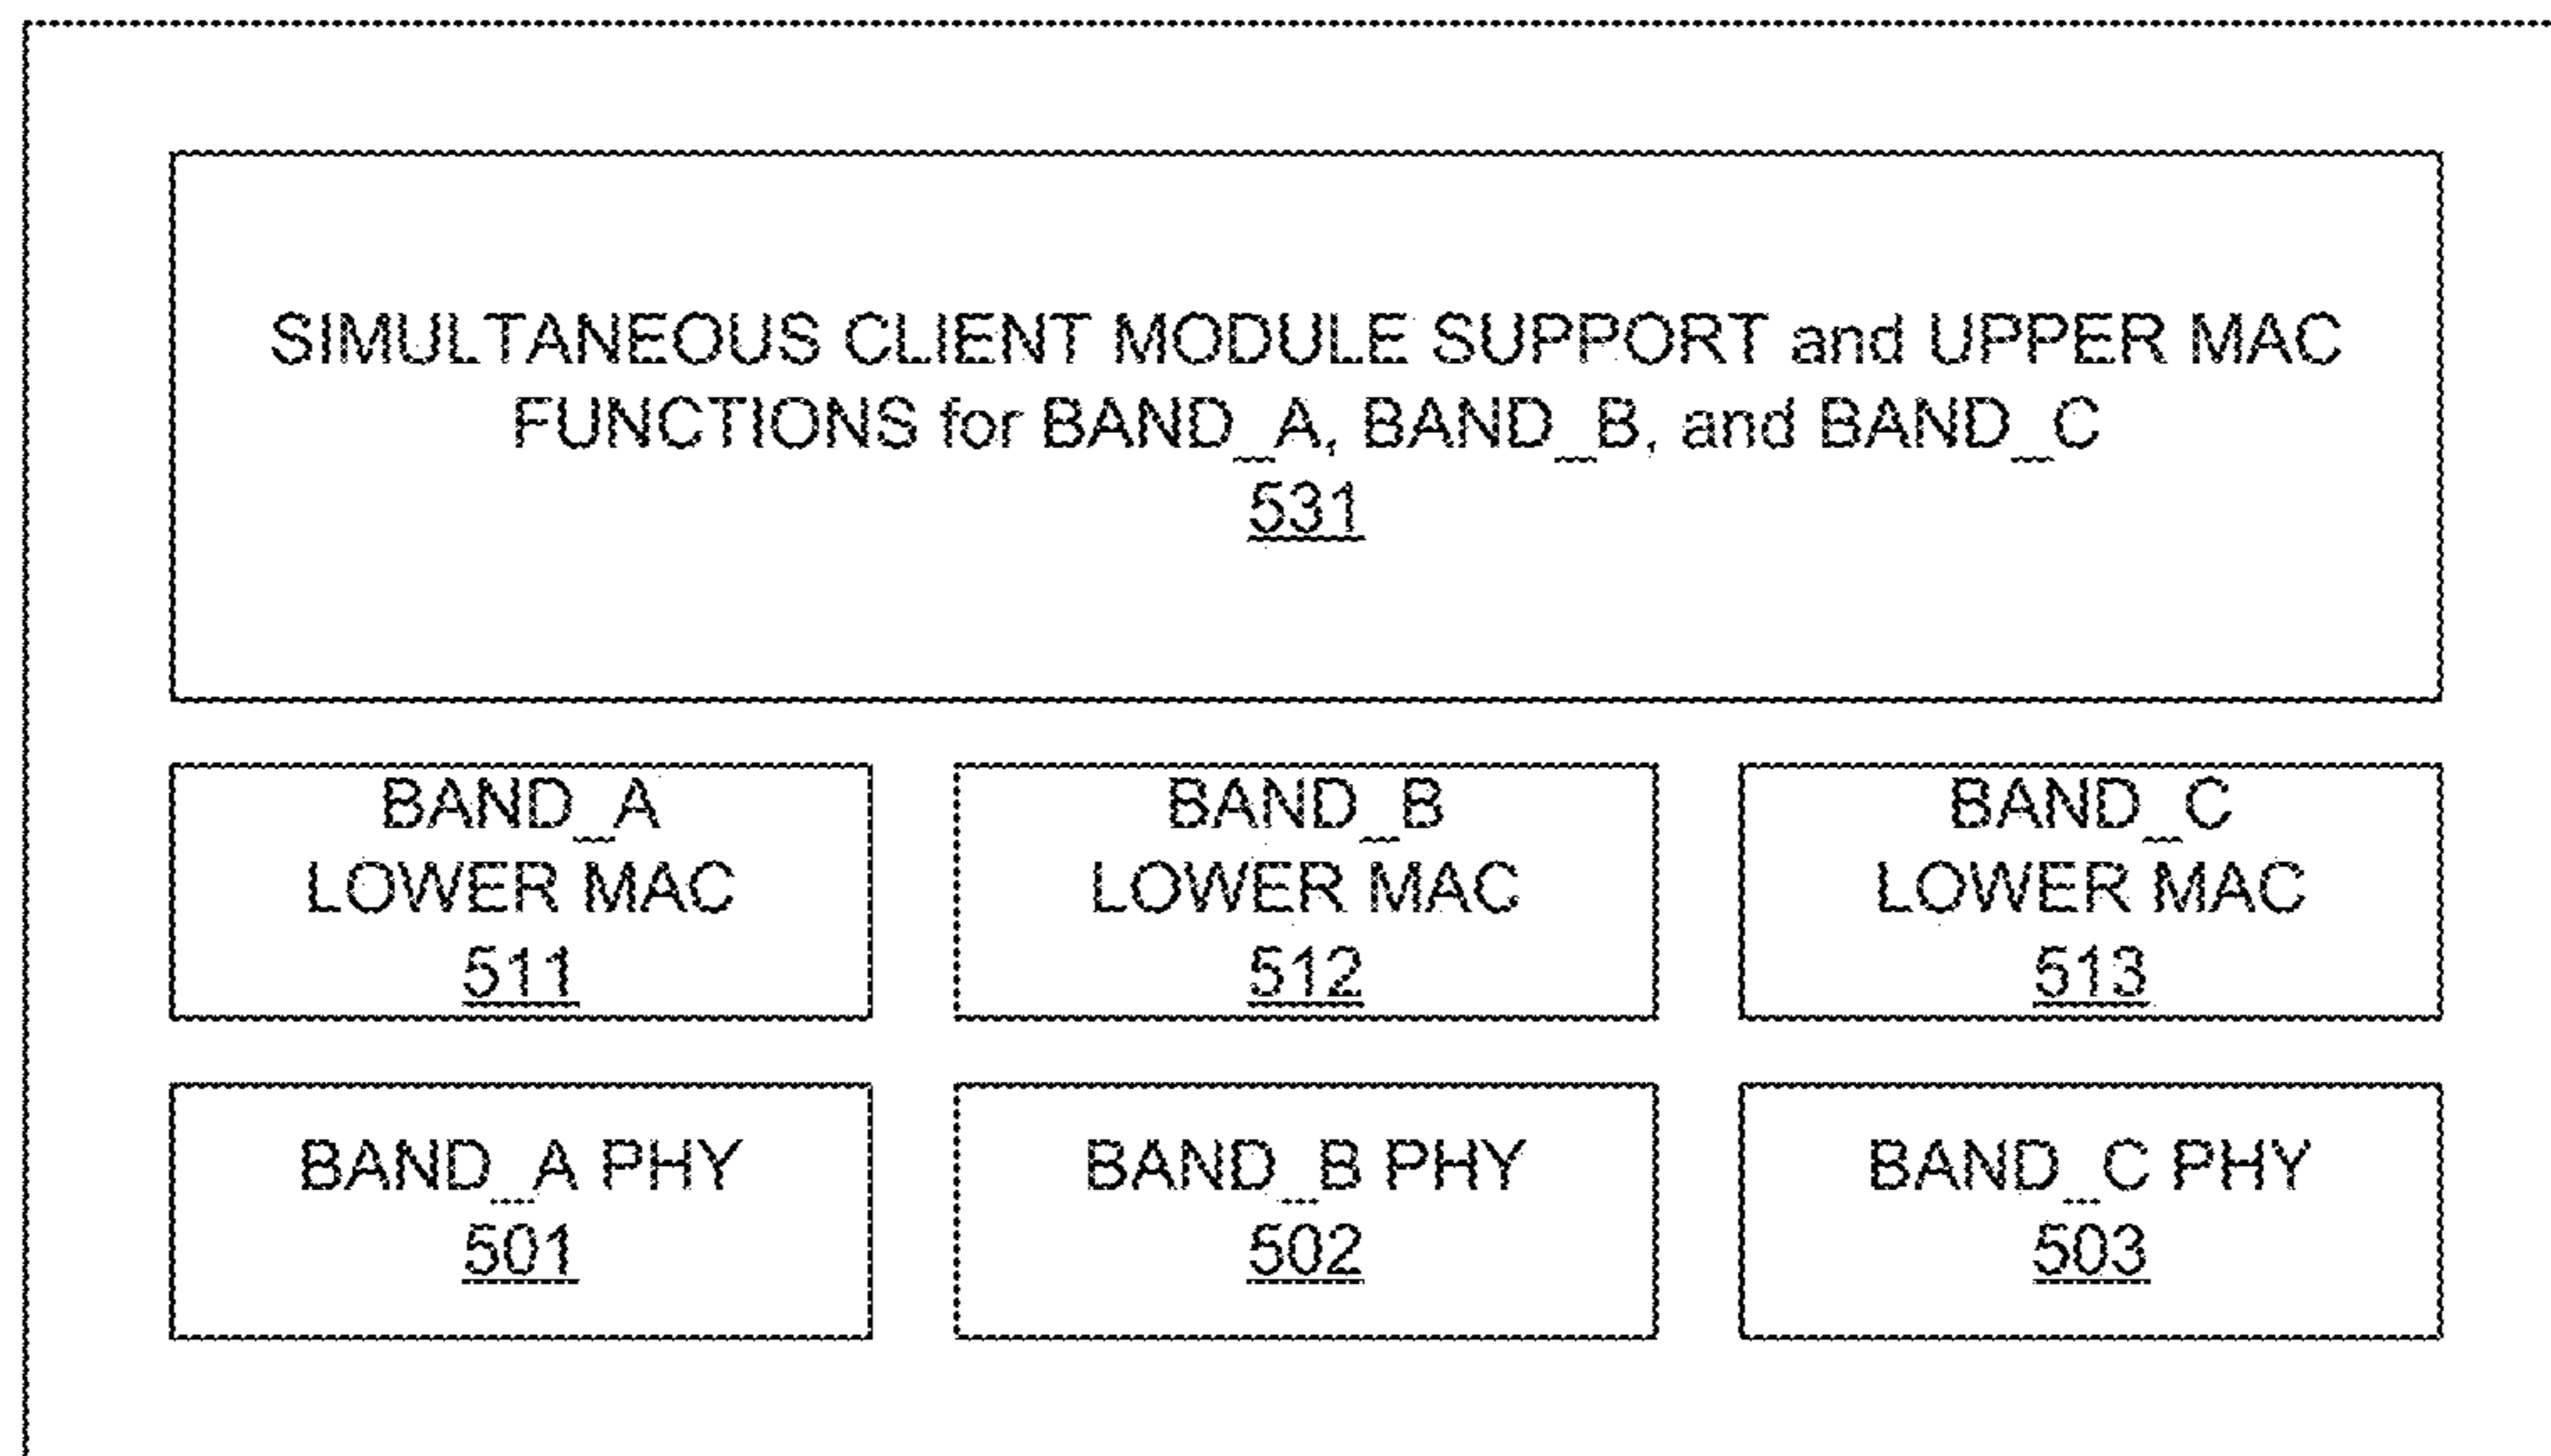 SIMULTANEOUS CLIENT MODULE SUPPORT and UPPER MAC
FUNCTIONS for BAND_A, BAND_B, and BAND_C
531
BAND_A
LOWER MAC
511
BAND_B
LOWER MAC
512
BAND_C
LOWER MAC
513
BAND_A PHY
501
BAND_B PHY
502
BAND_C PHY
503